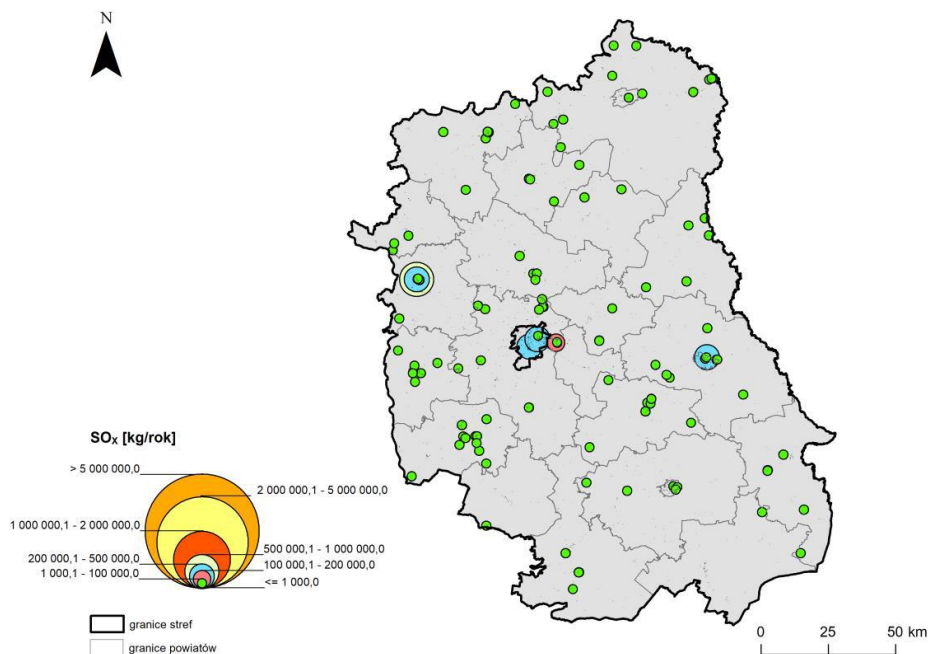 N
SOX [kg/rok]
> 5 000 000,0
2 000 000,1 - 5 000 000,0
1 000 000,1 - 2 000 000,0
500 000,1 - 1 000 000,0
200 000,1 - 500 000,0
100 000,1 - 200 000,0
1 000,1 - 100 000,0
<= 1 000,0
granice stref
granice powiatów
0 25 50 km